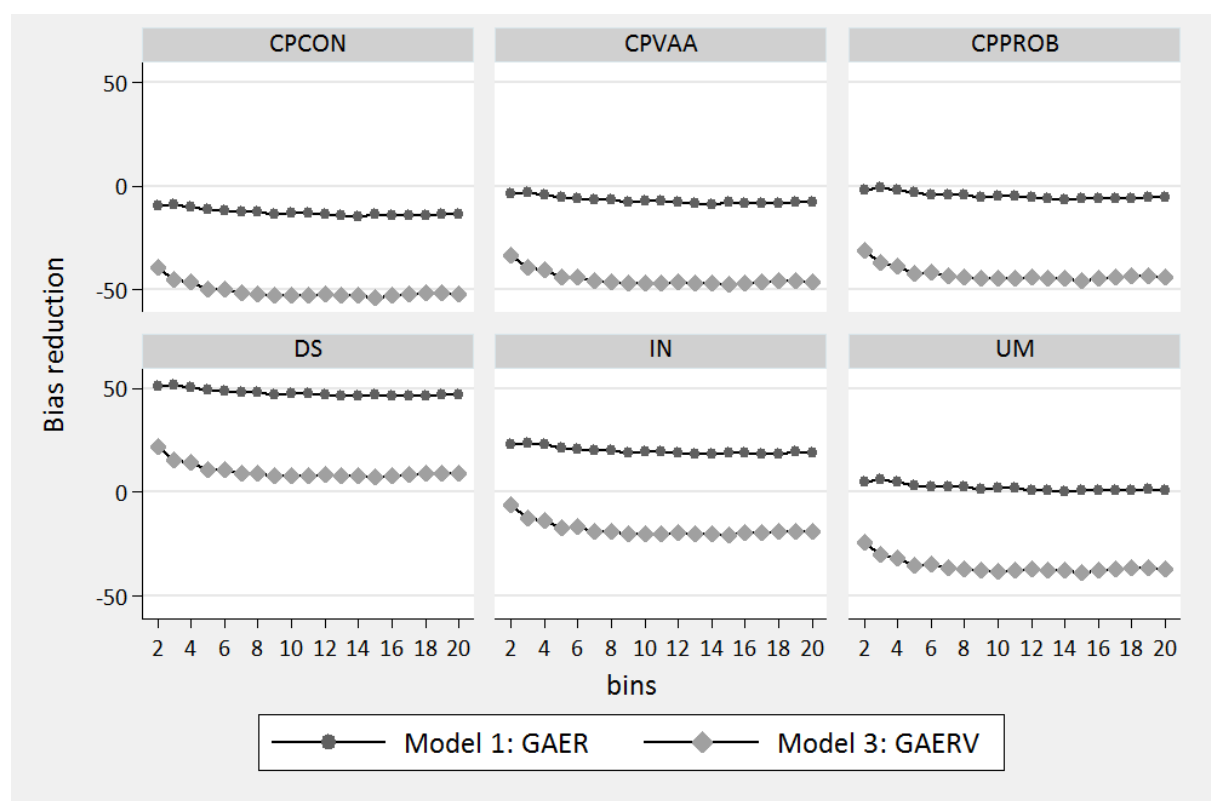 CPCON CPVAA CPPROB
50
0
-50
DS IN UM
50
0
-50
Bias reduction
2 4 6 8 10 12 14 16 18 20 2 4 6 8 10 12 14 16 18 20 2 4 6 8 10 12 14 16 18 20
bins
Model 1: GAER Model 3: GAERV